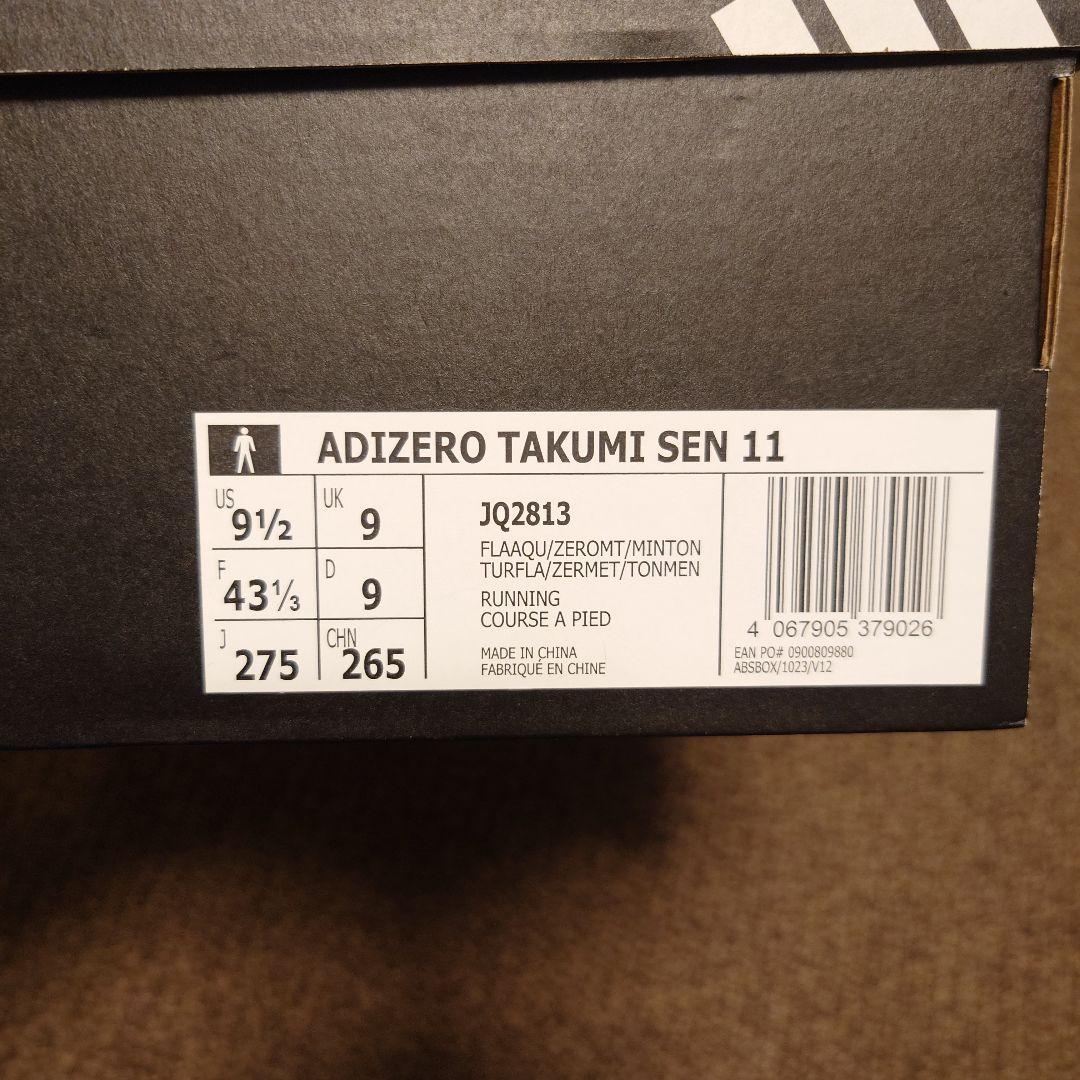 ADIZERO TAKUMI SEN 11
US 9½ UK 9
F 43⅓ D 9
J 275 CHN 265
JQ2813
FLAAQU/ZEROMT/MINTON
TURFLA/ZERMET/TONMEN
RUNNING
COURSE A PIED
MADE IN CHINA
FABRIQUÉ EN CHINE
4 067905 379026
EAN PO# 0900809880
ABSBOX/1023/V12